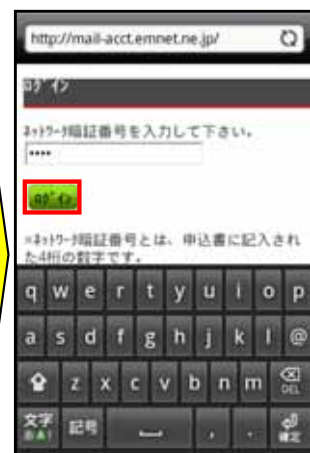 http://mail-acct.emnet.ne.jp/
ﾛｸﾞｲﾝ
ﾈｯﾄﾜｰｸ暗証番号を入力して下さい。
****
ﾛｸﾞｲﾝ
※ﾈｯﾄﾜｰｸ暗証番号とは、申込書に記入され
た4桁の数字です。
q w e r t y u i o p
a s d f g h j k l @
z x c v b n m DEL
文字 あA1 記号 , . 確定